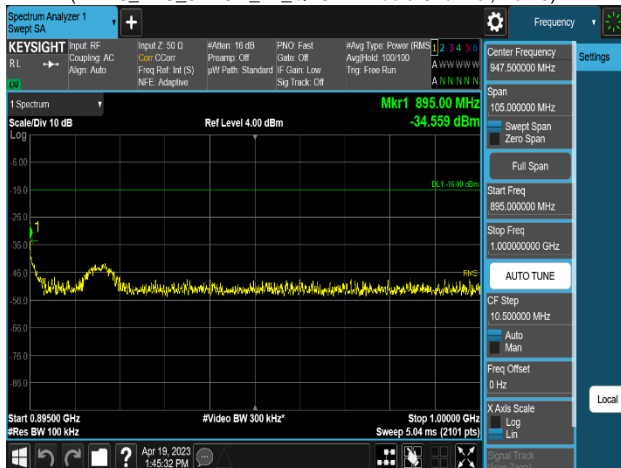 Spectrum Analyzer 1
Swept SA
Frequency
KEYSIGHT
RL
Input: RF
Coupling: AC
Align: Auto
Input Z: 50 Ω
Corr CCorr
Freq Ref: Int (S)
NFE: Adaptive
#Atten: 16 dB
Preamp: Off
µW Path: Standard
PNO: Fast
Gate: Off
IF Gain: Low
Sig Track: Off
#Avg Type: Power (RMS
Avg|Hold: 100/100
Trig: Free Run
1 2 3 4 5 6
A W W W W W
A N N N N N
1 Spectrum
Scale/Div 10 dB
Log
Ref Level 4.00 dBm
Mkr1 895.00 MHz
-34.559 dBm
-6.00
-16.0
-26.0
-36.0
-46.0
-56.0
-66.0
-76.0
-86.0
DL1 -16.00 dBm
1
RMS
Start 0.89500 GHz
#Res BW 100 kHz
#Video BW 300 kHz*
Stop 1.00000 GHz
Sweep 5.04 ms (2101 pts)
Center Frequency
947.500000 MHz
Settings
Span
105.000000 MHz
Swept Span
Zero Span
Full Span
Start Freq
895.000000 MHz
Stop Freq
1.000000000 GHz
AUTO TUNE
CF Step
10.500000 MHz
Auto
Man
Freq Offset
0 Hz
X Axis Scale
Log
Lin
Local
Signal Track
?
Apr 19, 2023
1:45:32 PM